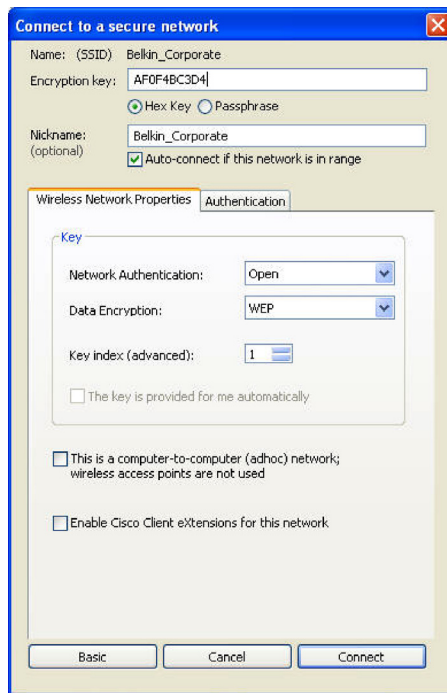 Connect to a secure network
Name: (SSID) Belkin_Corporate
Encryption key: AF0F4BC3D4
Hex Key Passphrase
Nickname: Belkin_Corporate
(optional)
Auto-connect if this network is in range
Wireless Network Properties Authentication
Key
Network Authentication: Open
Data Encryption: WEP
Key index (advanced): 1
The key is provided for me automatically
This is a computer-to-computer (adhoc) network;
wireless access points are not used
Enable Cisco Client eXtensions for this network
Basic Cancel Connect